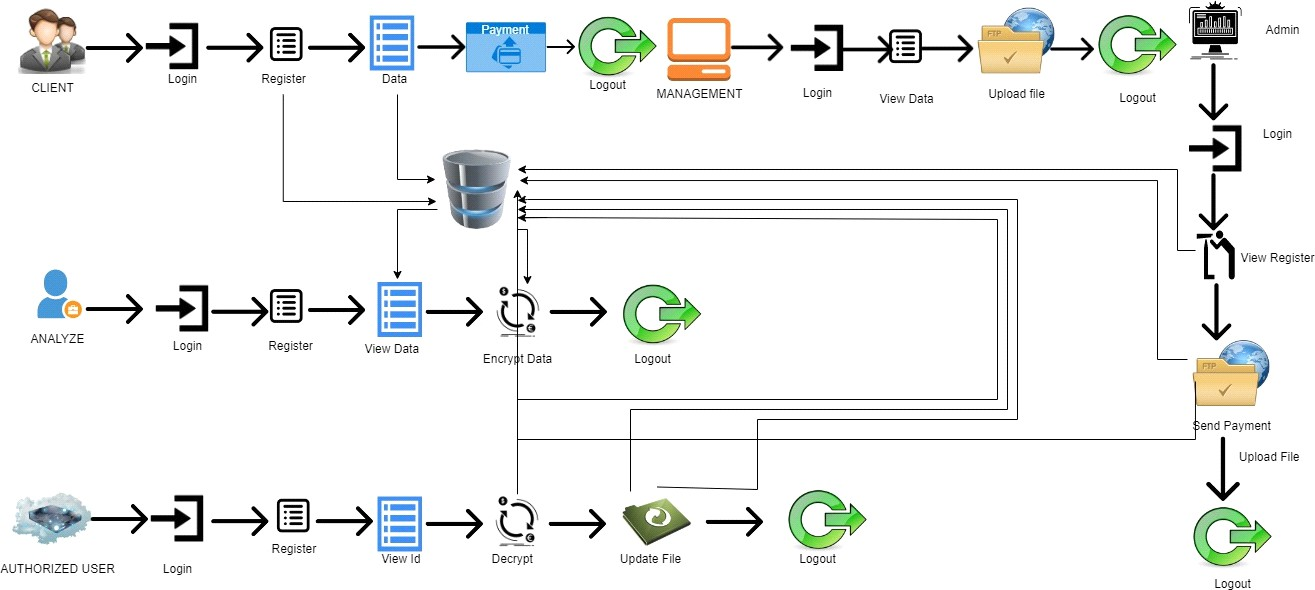 CLIENT
Login
Register
Data
Payment
Logout
MANAGEMENT
Login
View Data
FTP
Upload file
Logout
Admin
Login
View Register
FTP
Send Payment
Upload File
Logout
ANALYZE
Login
Register
View Data
Encrypt Data
Logout
AUTHORIZED USER
Login
Register
View Id
Decrypt
Update File
Logout